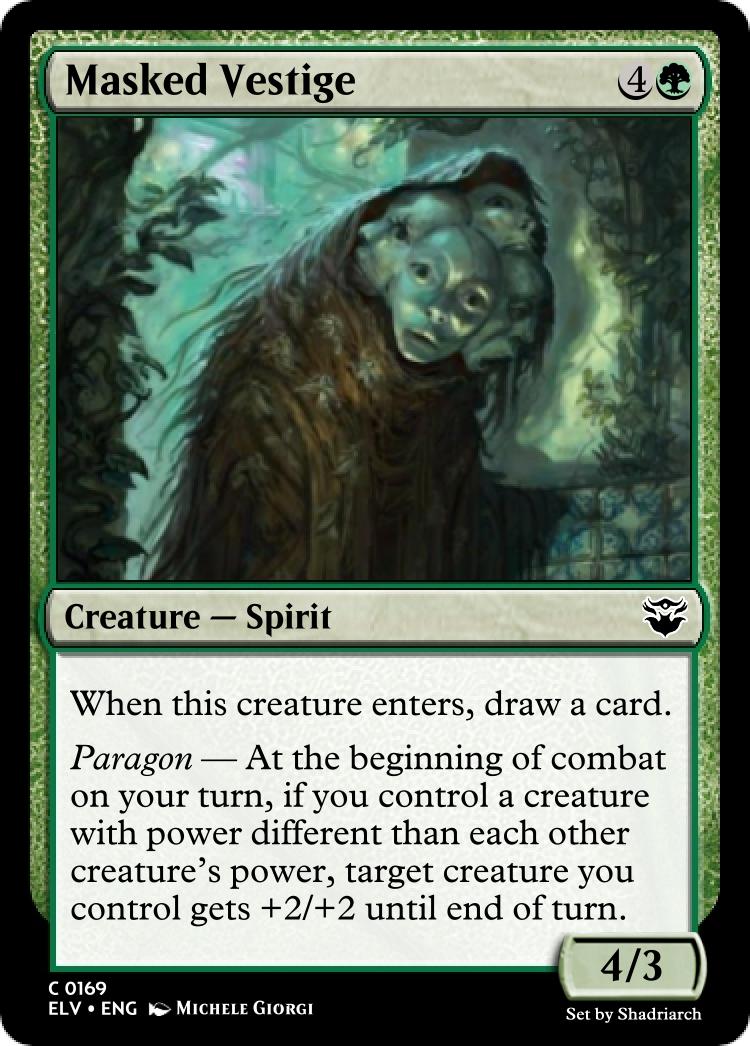 Masked Vestige
4
When this creature enters, draw a card.
Creature — Spirit
Paragon — At the beginning of combat
on your turn, if you control a creature
with power different than each other
creature’s power, target creature you
control gets +2/+2 until end of turn.
4/3
C 0169
ELV • ENG Michele Giorgi
Set by Shadriarch